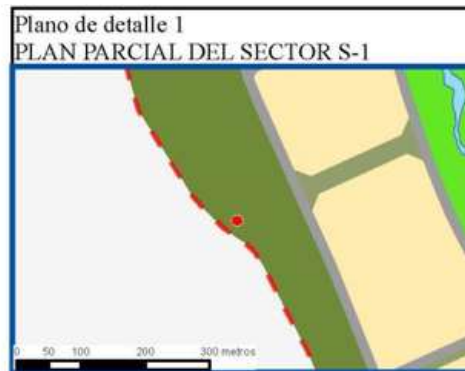 Plano de detalle 1
PLAN PARCIAL DEL SECTOR S-1
0 50 100 200 300 metros